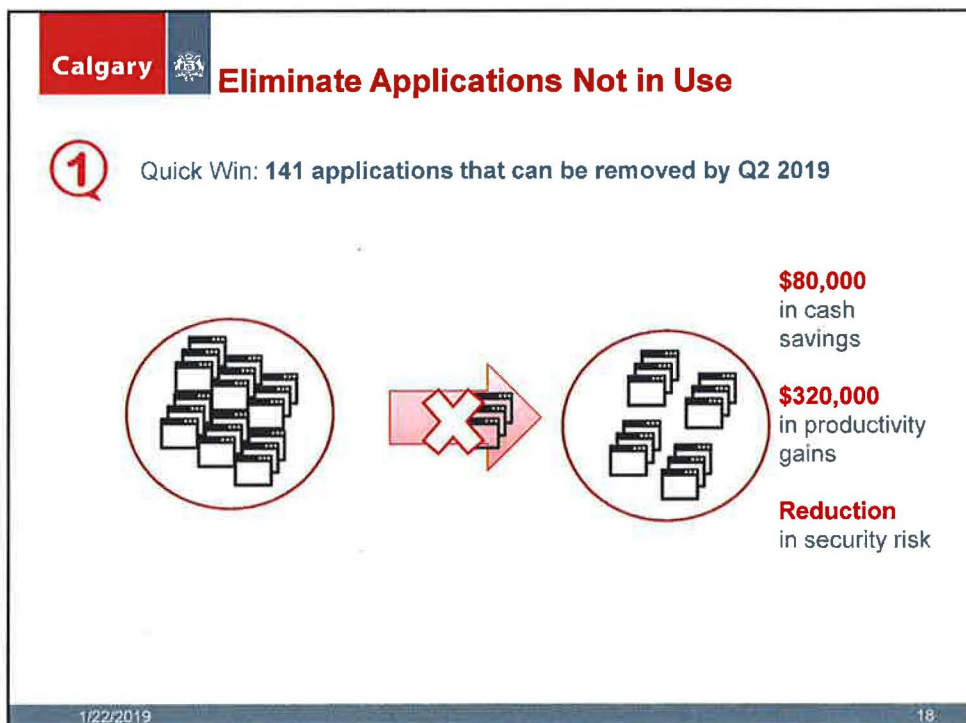 Calgary
Eliminate Applications Not in Use
1
Quick Win: 141 applications that can be removed by Q2 2019
$80,000
in cash
savings
$320,000
in productivity
gains
Reduction
in security risk
1/22/2019
18